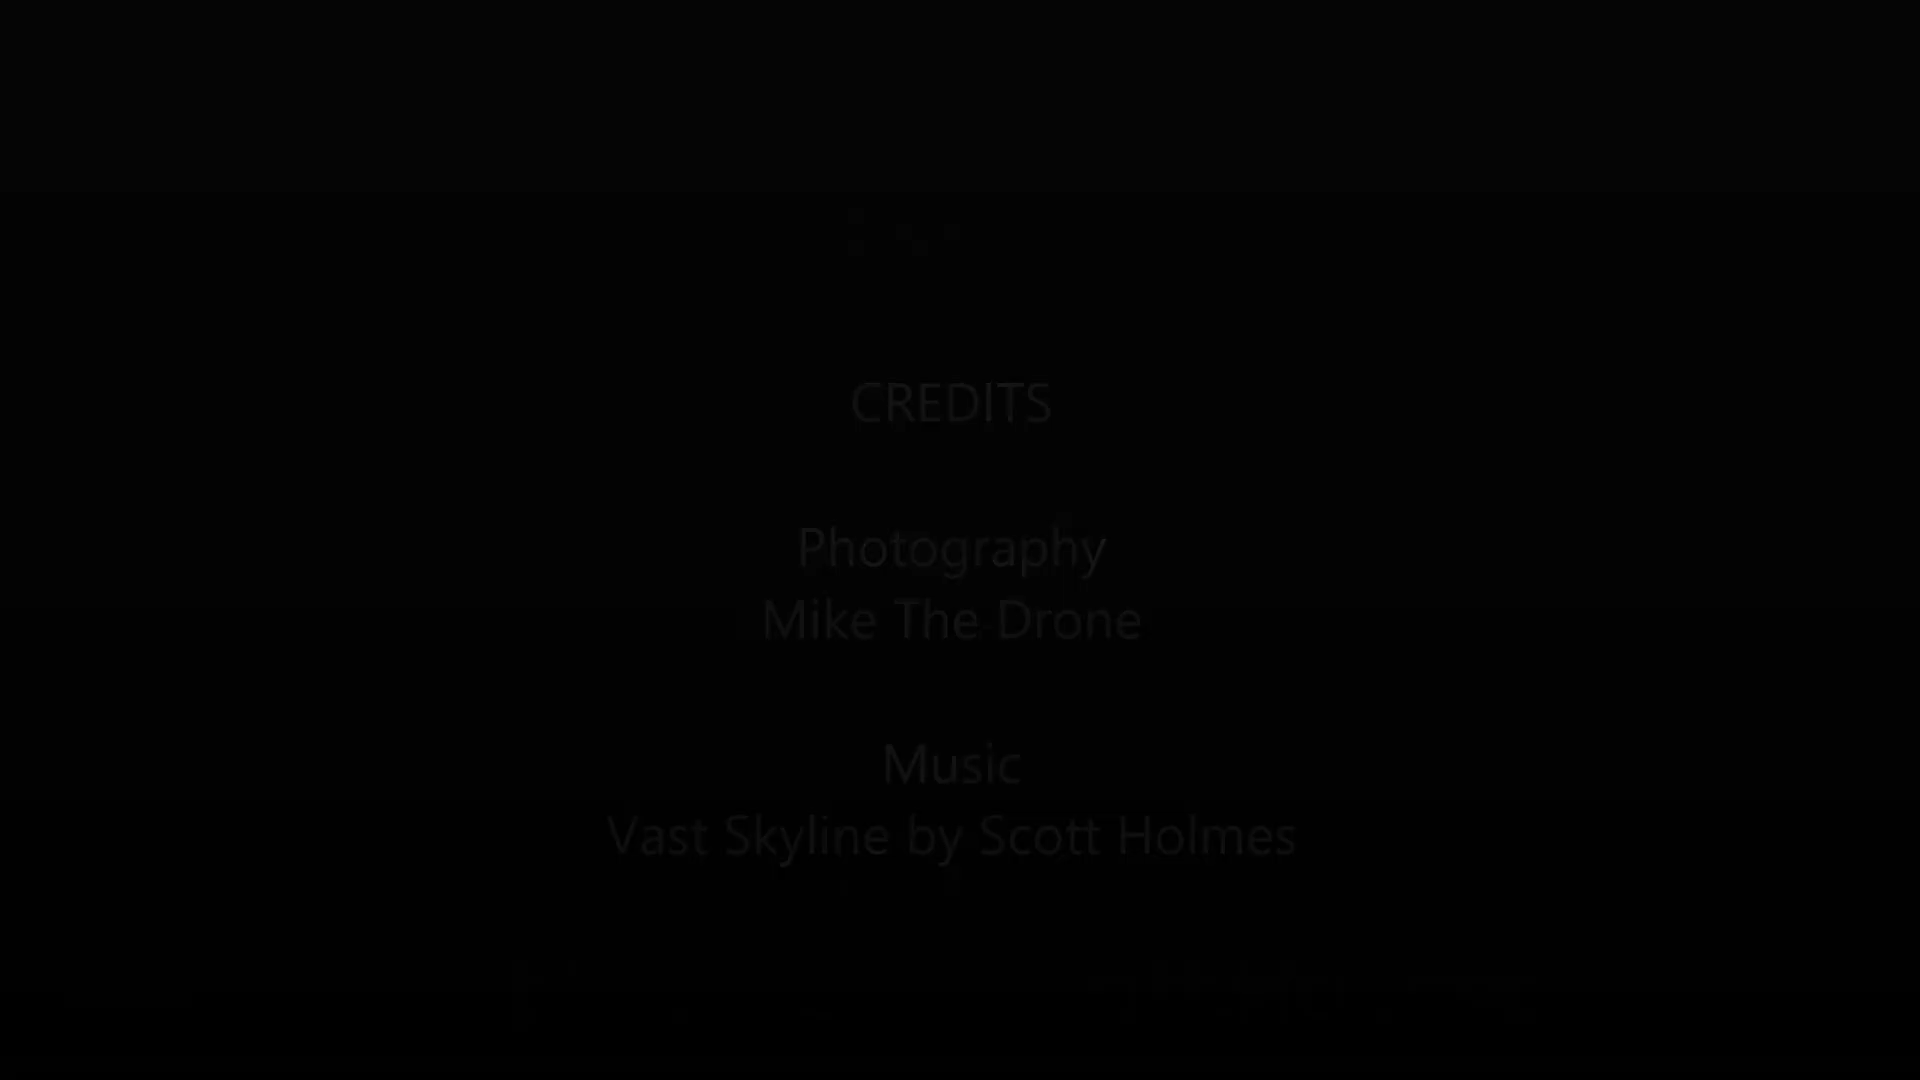 CREDITS
Photography
Mike The Drone
Music
Vast Skyline by Scott Holmes